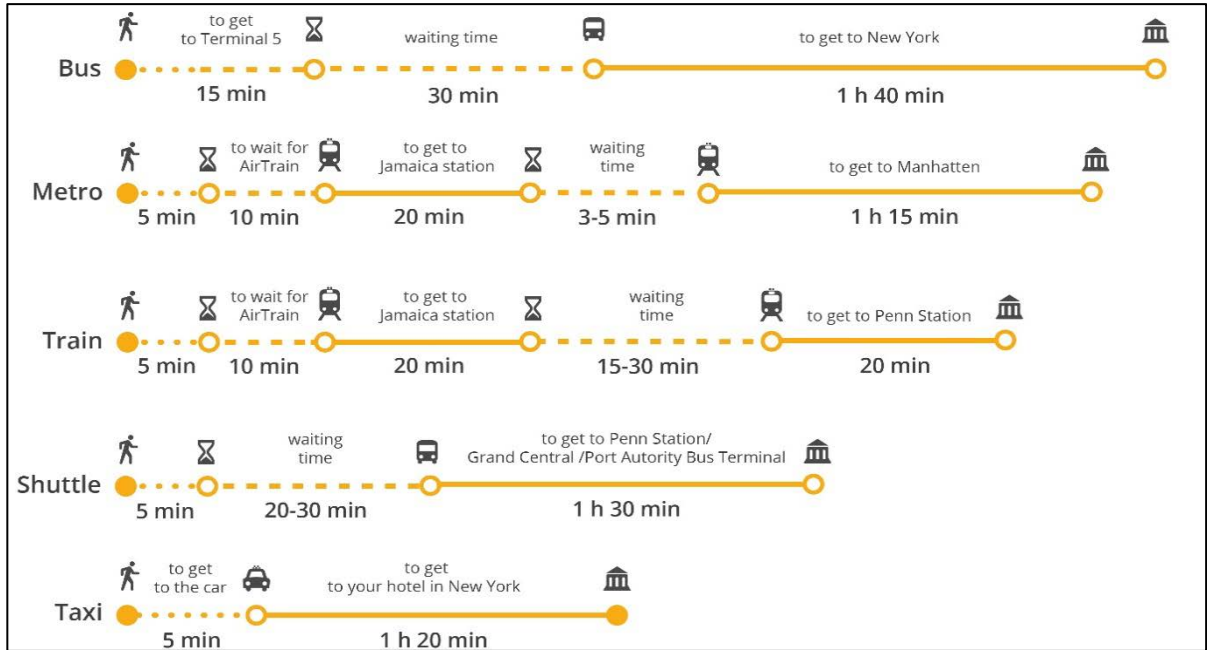 to get
to Terminal 5
waiting time
to get to New York
Bus
15 min
30 min
1 h 40 min
to wait for
AirTrain
to get to
Jamaica station
waiting
time
to get to Manhatten
Metro
5 min
10 min
20 min
3-5 min
1 h 15 min
to wait for
AirTrain
to get to
Jamaica station
waiting
time
to get to Penn Station
Train
5 min
10 min
20 min
15-30 min
20 min
waiting
time
to get to Penn Station/
Grand Central /Port Autority Bus Terminal
Shuttle
5 min
20-30 min
1 h 30 min
to get
to the car
to get
to your hotel in New York
Taxi
5 min
1 h 20 min